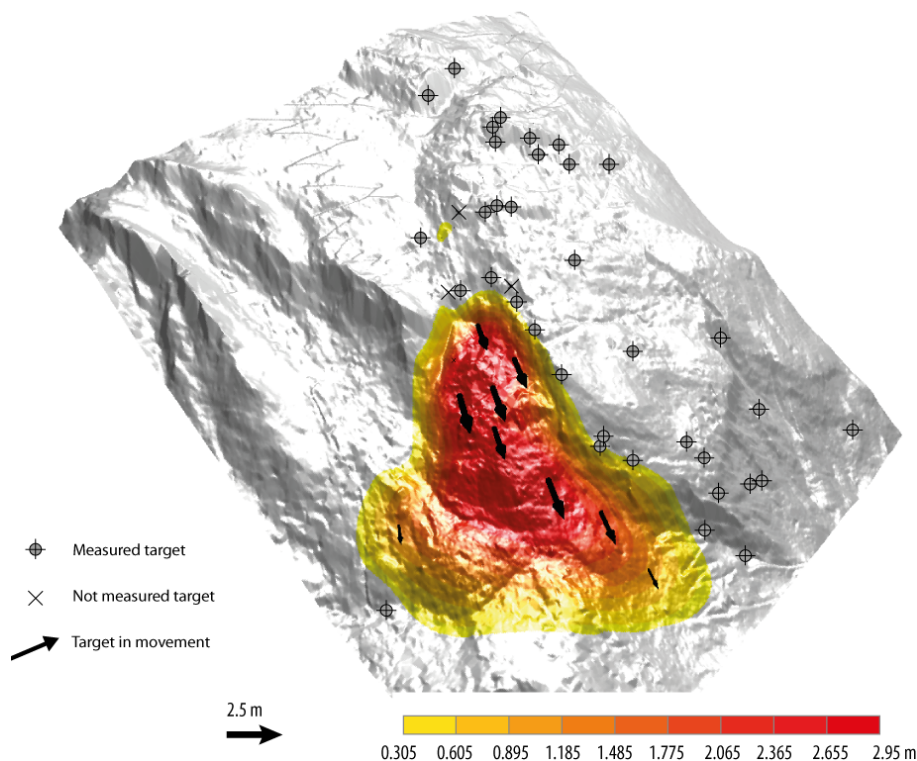 Measured target
Not measured target
Target in movement
2.5 m
0.305 0.605 0.895 1.185 1.485 1.775 2.065 2.365 2.655 2.95 m